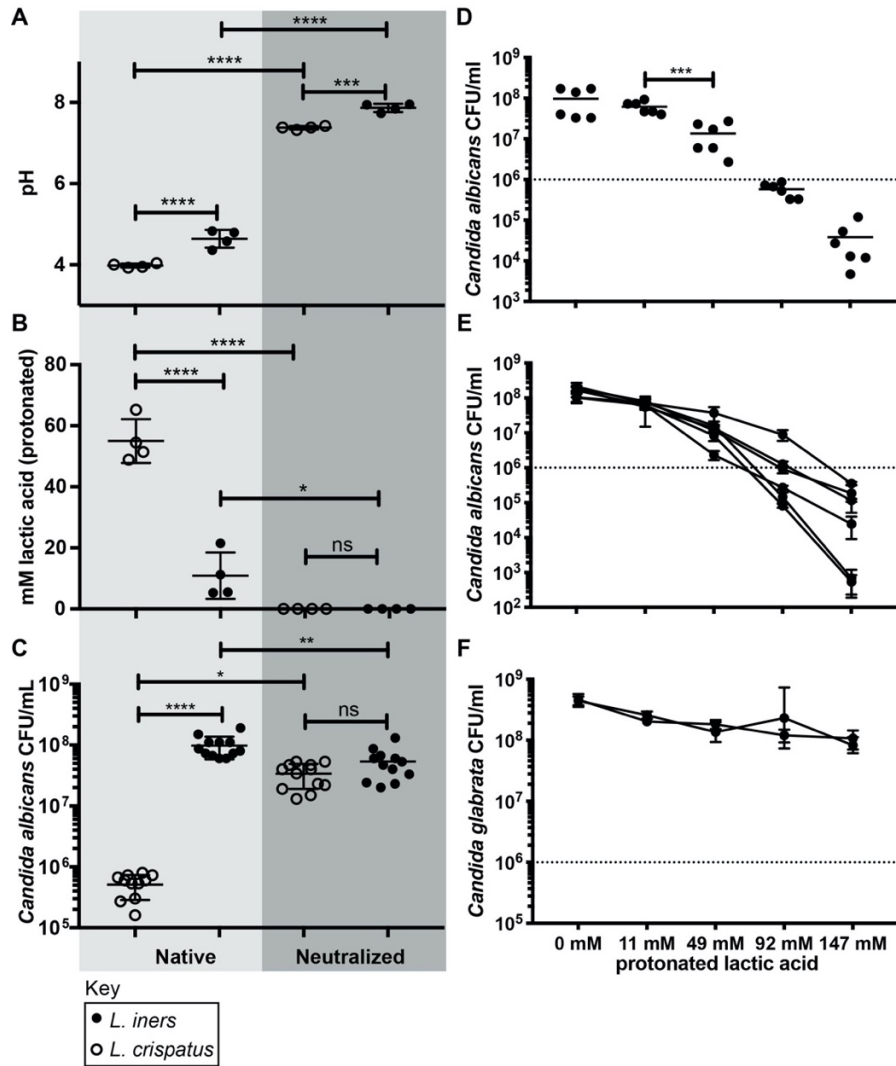 A
****
****
***
****
8
6
4
pH
B
****
****
*
ns
80
60
40
20
0
mM lactic acid (protonated)
C
**
*
****
ns
10⁹
10⁸
10⁷
10⁶
10⁵
Candida albicans CFU/mL
Native
Neutralized
Key
L. iners
L. crispatus
D
***
10⁹
10⁸
10⁷
10⁶
10⁵
10⁴
10³
Candida albicans CFU/ml
E
10⁹
10⁸
10⁷
10⁶
10⁵
10⁴
10³
10²
Candida albicans CFU/ml
F
10⁹
10⁸
10⁷
10⁶
10⁵
Candida glabrata CFU/ml
0 mM 11 mM 49 mM 92 mM 147 mM
protonated lactic acid